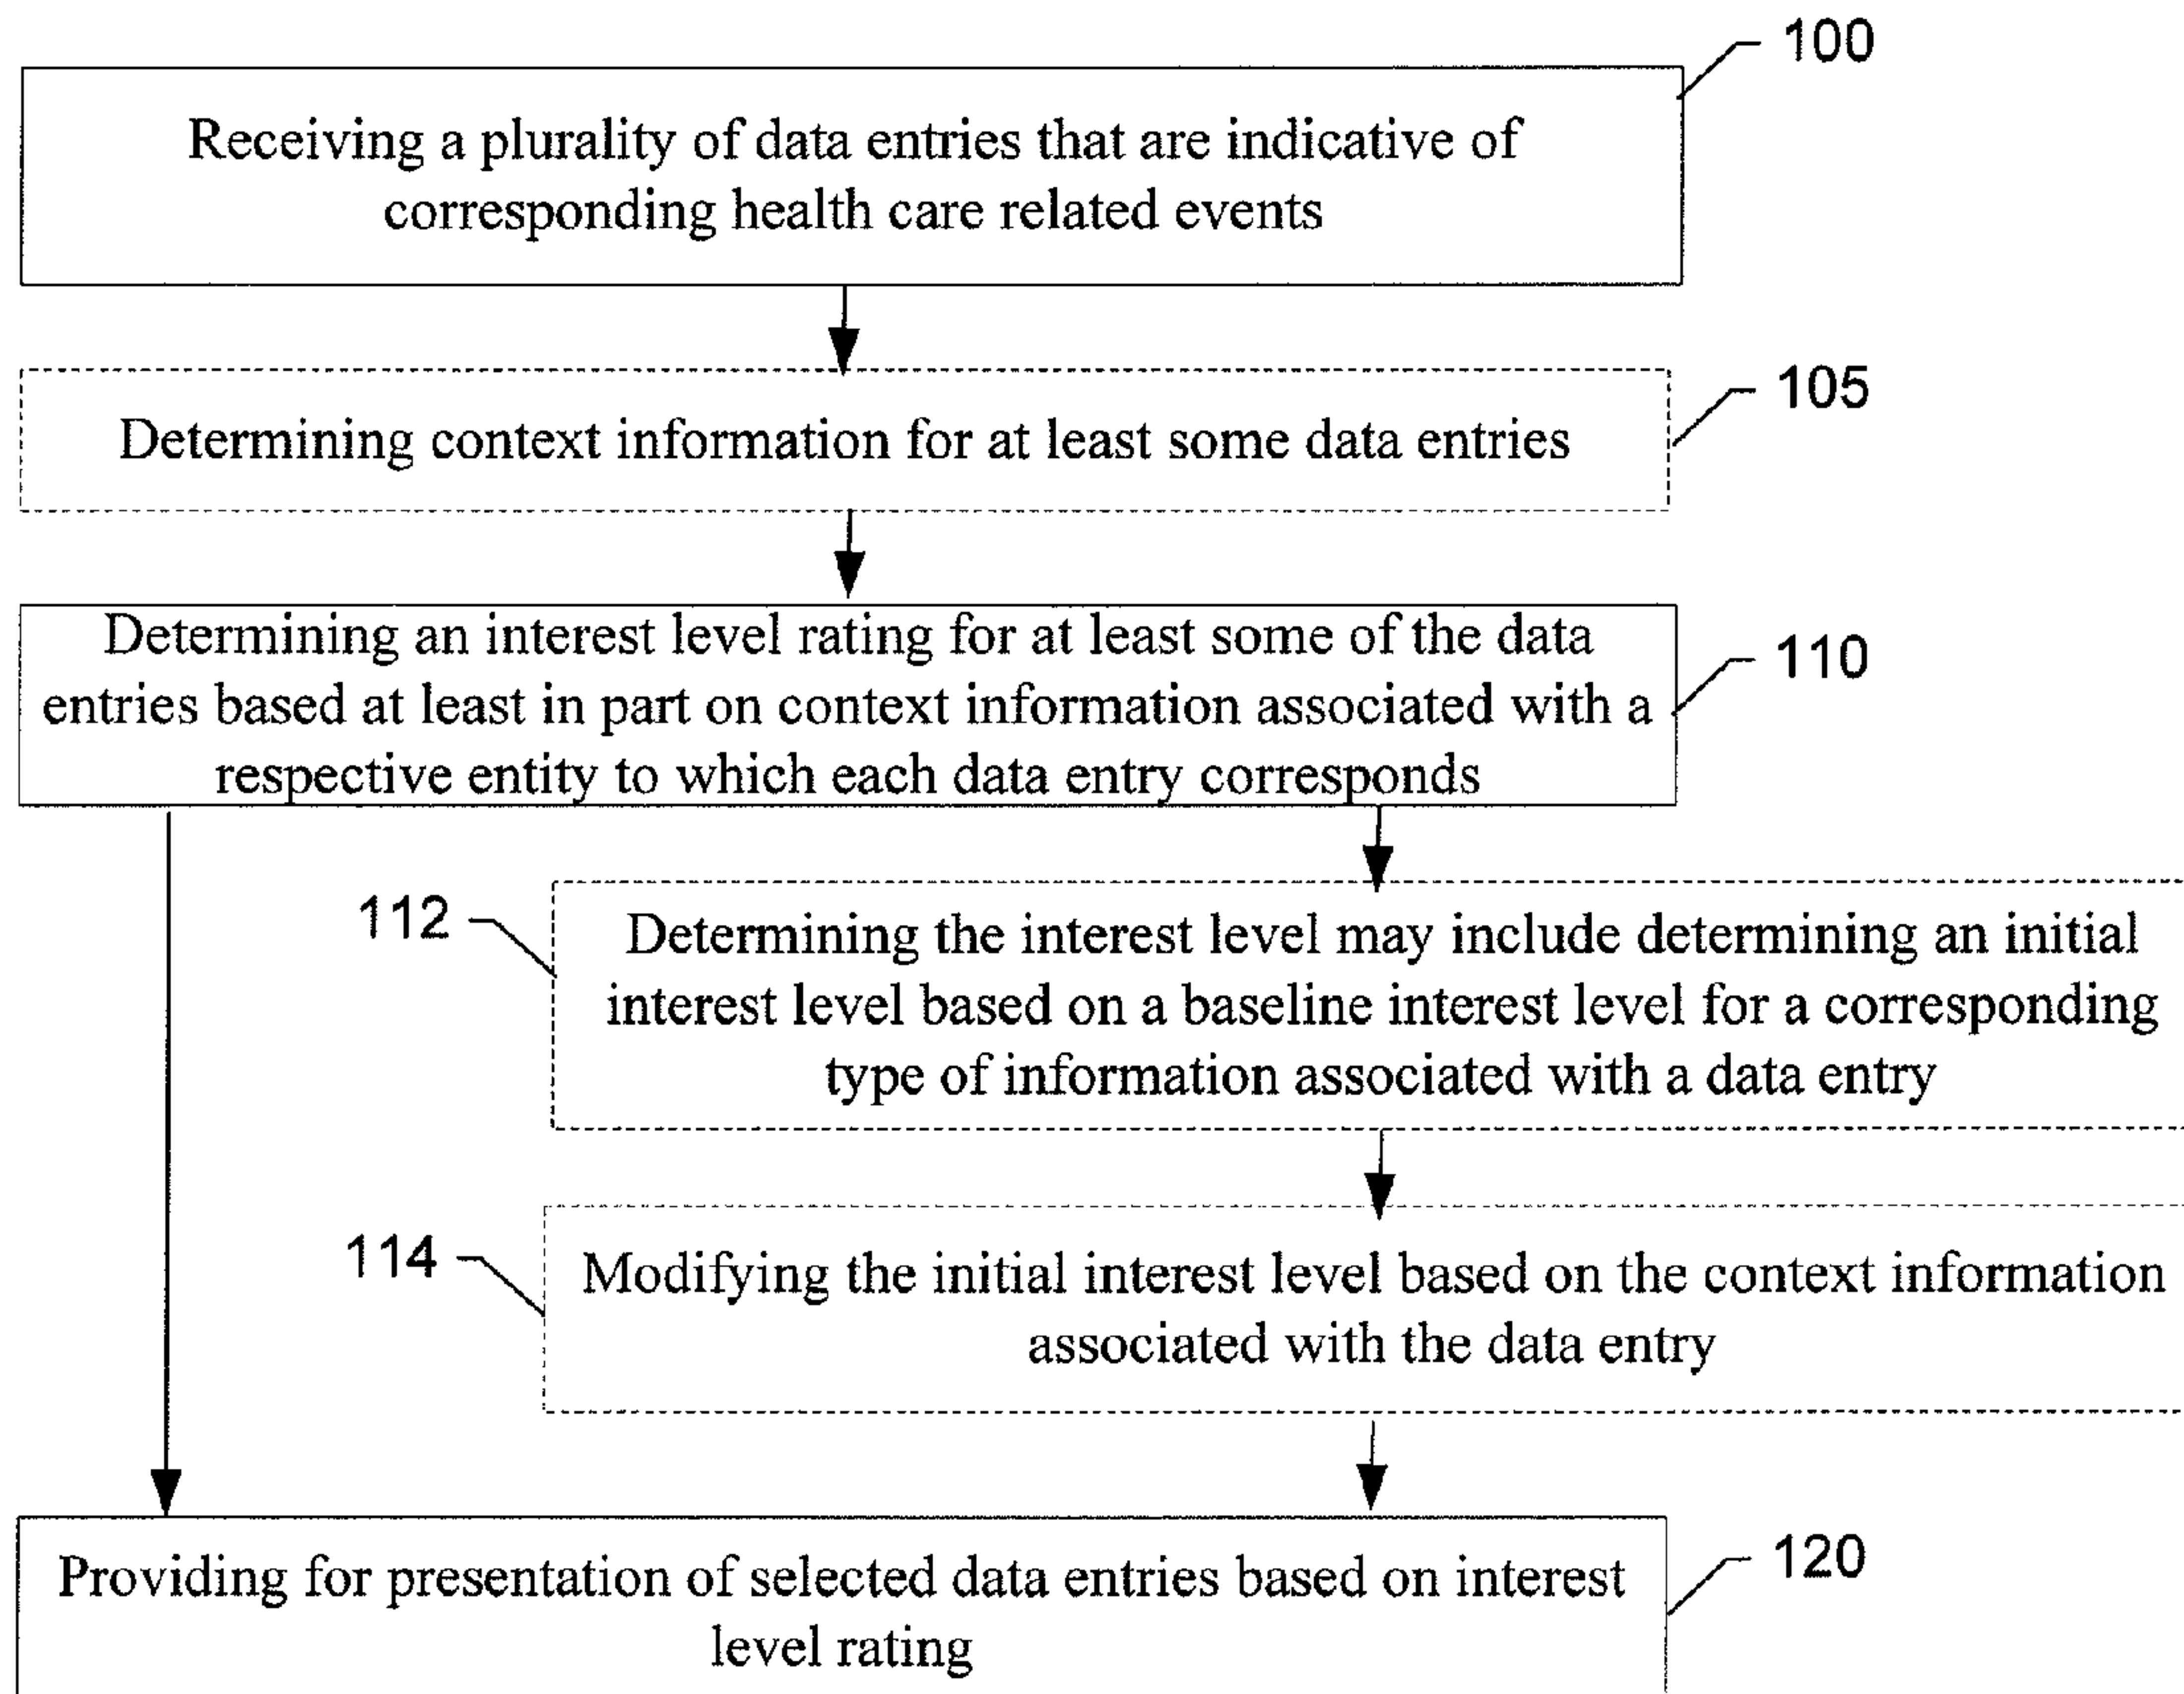 100
Receiving a plurality of data entries that are indicative of
corresponding health care related events
105
Determining context information for at least some data entries
Determining an interest level rating for at least some of the data
110
entries based at least in part on context information associated with a
respective entity to which each data entry corresponds
112
Determining the interest level may include determining an initial
interest level based on a baseline interest level for a corresponding
type of information associated with a data entry
114
Modifying the initial interest level based on the context information
associated with the data entry
120
Providing for presentation of selected data entries based on interest
level rating